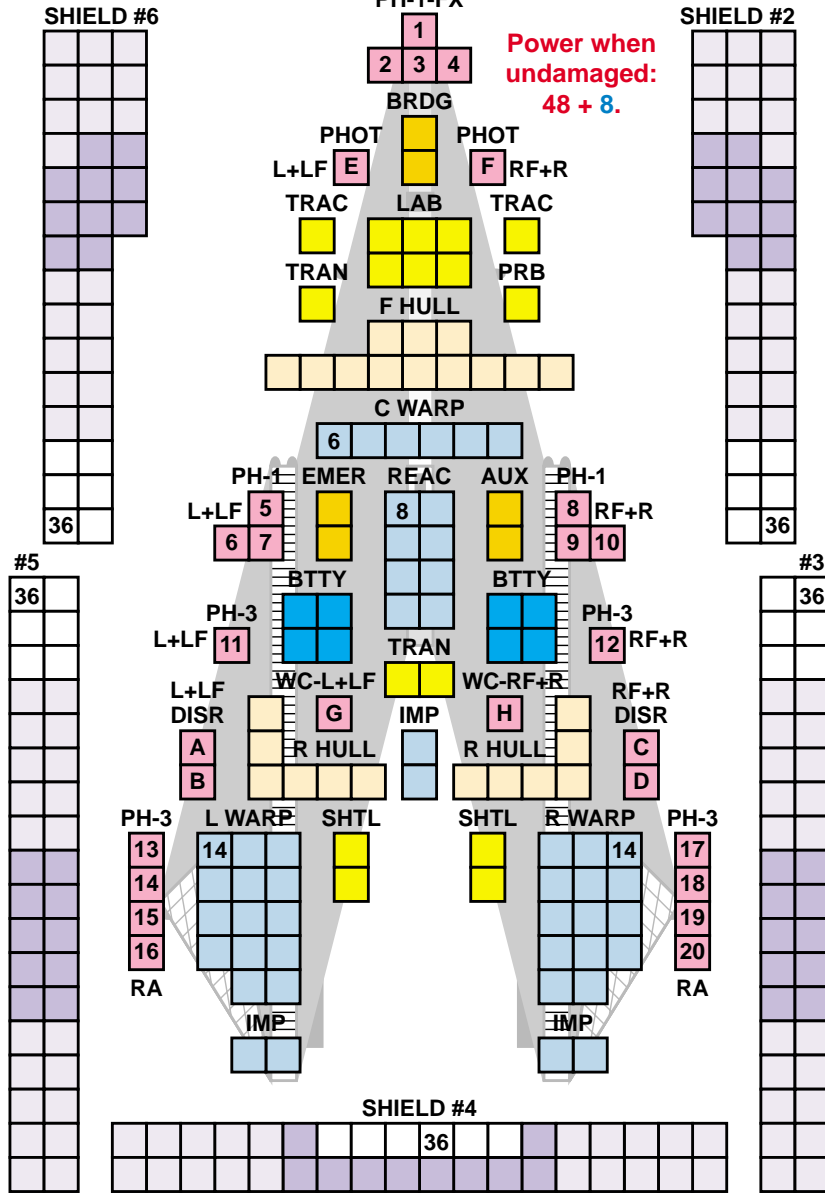 PH-1-FX
SHIELD #6
SHIELD #2
1
2 3 4
Power when
undamaged:
48 + 8.
BRDG
PHOT PHOT
L+LF E F RF+R
TRAC LAB TRAC
TRAN PRB
F HULL
C WARP
6
PH-1 EMER REAC AUX PH-1
L+LF 5 8 8 RF+R
36 6 7 9 10 36
#5 #3
BTTY BTTY
36 36
PH-3 PH-3
L+LF 11 12 RF+R
TRAN
L+LF WC-L+LF WC-RF+R RF+R
DISR G IMP H DISR
A R HULL R HULL C
B D
PH-3 L WARP SHTL SHTL R WARP PH-3
13 14 14 17
14 18
15 19
16 20
RA RA
IMP IMP
SHIELD #4
36